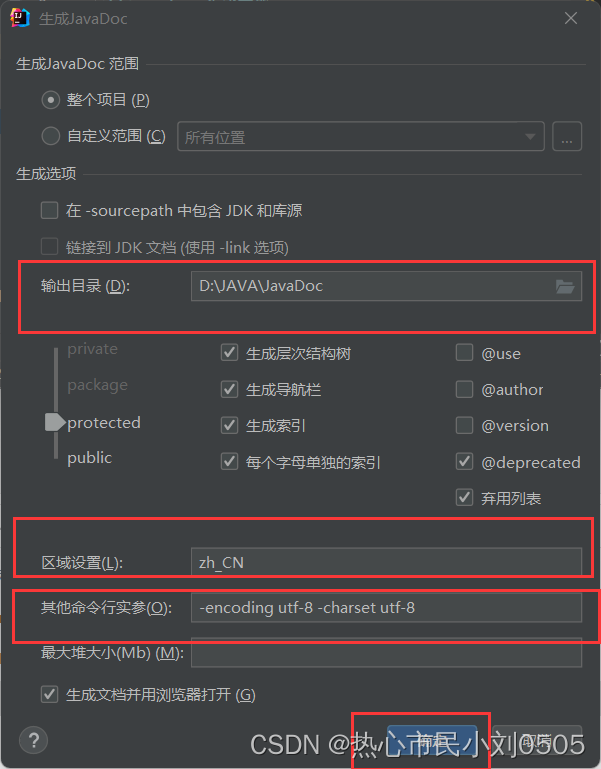 生成JavaDoc
生成JavaDoc 范围
整个项目 (P)
自定义范围 (C) 所有位置 ...
生成选项
在 -sourcepath 中包含 JDK 和库源
链接到 JDK 文档 (使用 -link 选项)
输出目录 (D): D:\JAVA\JavaDoc
private 生成层次结构树 @use
package 生成导航栏 @author
protected 生成索引 @version
public 每个字母单独的索引 @deprecated
弃用列表
区域设置(L): zh_CN
其他命令行实参(O): -encoding utf-8 -charset utf-8
最大堆大小(Mb) (M):
生成文档并用浏览器打开 (G)
? 取消
CSDN @热心市民小刘0505